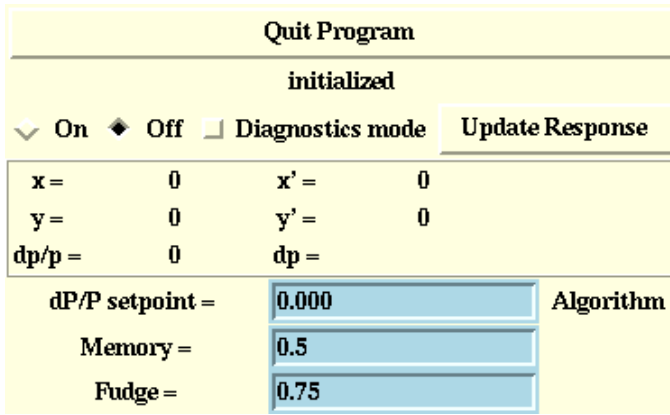 Quit Program
initialized
On Off Diagnostics mode Update Response
x = 0 x' = 0
y = 0 y' = 0
dp/p = 0 dp =
dP/P setpoint = 0.000 Algorithm
Memory = 0.5
Fudge = 0.75